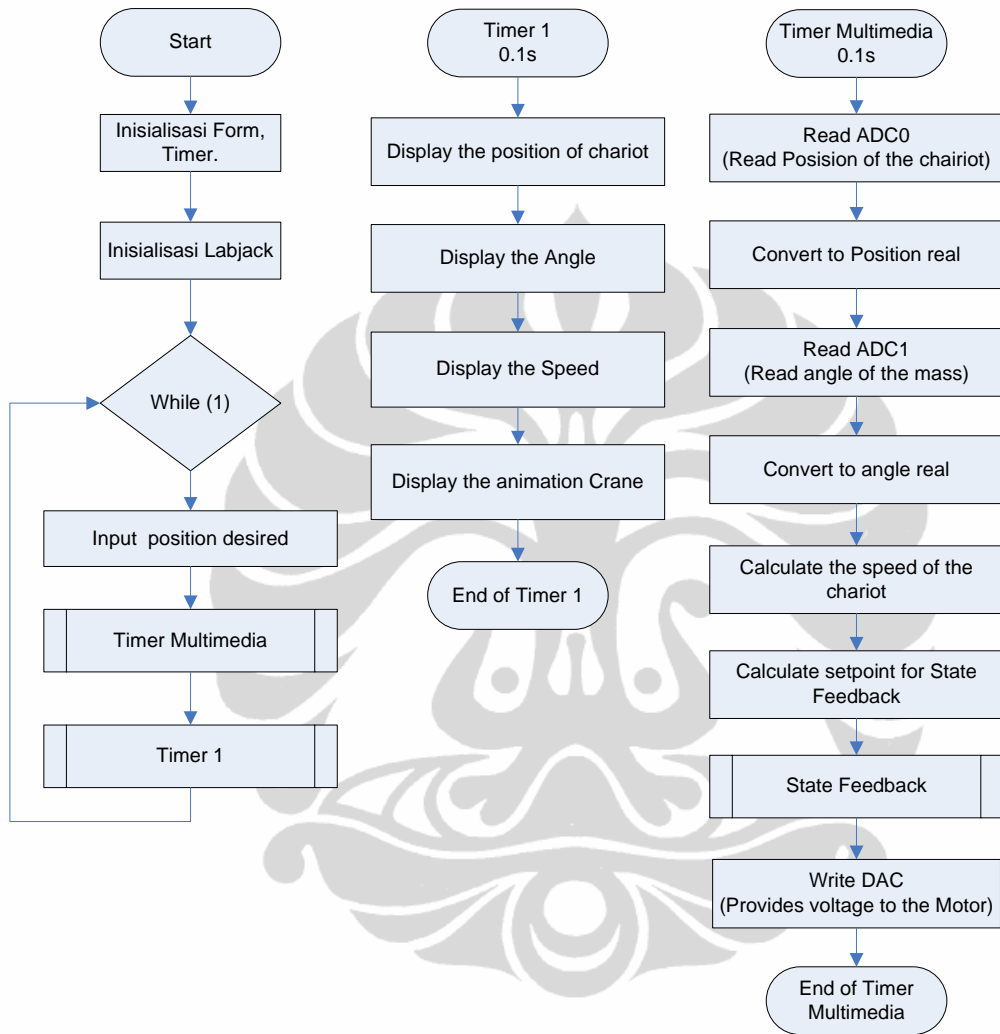 Start
Inisialisasi Form,
Timer.
Inisialisasi Labjack
While (1)
Input position desired
Timer Multimedia
Timer 1
Timer 1
0.1s
Display the position of chariot
Display the Angle
Display the Speed
Display the animation Crane
End of Timer 1
Timer Multimedia
0.1s
Read ADC0
(Read Posision of the chairiot)
Convert to Position real
Read ADC1
(Read angle of the mass)
Convert to angle real
Calculate the speed of the
chariot
Calculate setpoint for State
Feedback
State Feedback
Write DAC
(Provides voltage to the Motor)
End of Timer
Multimedia